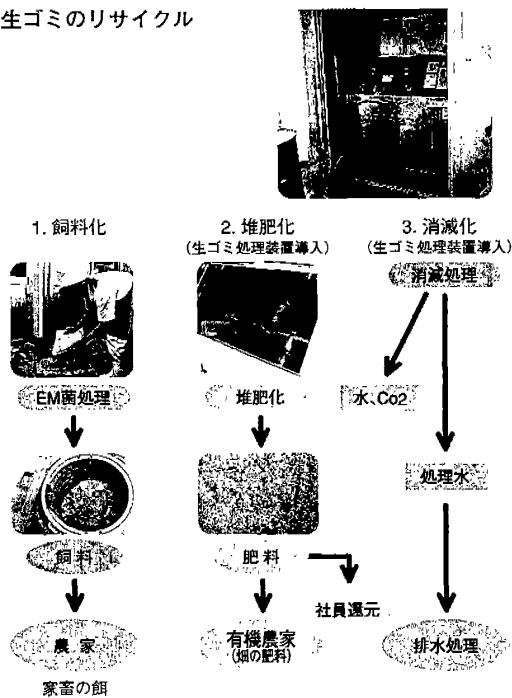 生ゴミのリサイクル
1. 飼料化
EM菌処理
飼料
農家
家畜の餌
2. 堆肥化
(生ゴミ処理装置導入)
堆肥化
肥料
社員還元
有機農家
(畑の肥料)
3. 消滅化
(生ゴミ処理装置導入)
消滅処理
水、Co2
処理水
排水処理